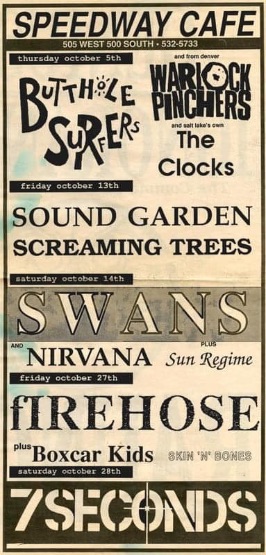 SPEEDWAY CAFE
505 WEST 500 SOUTH • 532-5733
thursday october 5th
BUTTHOLE
SURFERS
and from denver
WARLOCK
PINCHERS
and salt lake's own
The
Clocks
friday october 13th
SOUND GARDEN
SCREAMING TREES
saturday october 14th
SWANS
AND NIRVANA PLUS Sun Regime
friday october 27th
fIREHOSE
plus Boxcar Kids SKIN 'N' BONES
saturday october 28th
7SECONDS